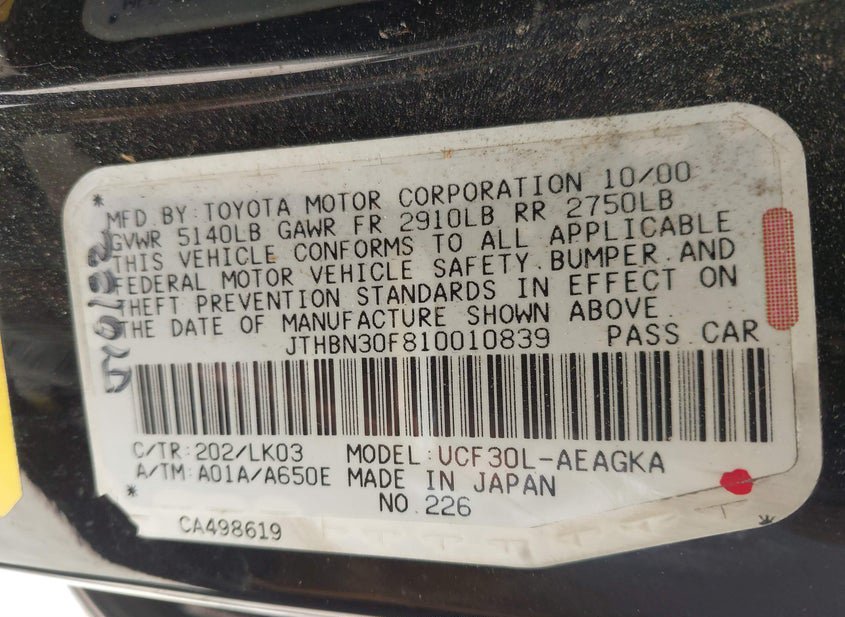 MFD BY:TOYOTA MOTOR CORPORATION 10/00
GVWR 5140LB GAWR FR 2910LB RR 2750LB
THIS VEHICLE CONFORMS TO ALL APPLICABLE
FEDERAL MOTOR VEHICLE SAFETY.BUMPER.AND
THEFT PREVENTION STANDARDS IN EFFECT ON
THE DATE OF MANUFACTURE SHOWN ABOVE.
JTHBN30F810010839 PASS CAR
C/TR:202/LK03 MODEL:UCF30L-AEAGKA
A/TM:A01A/A650E MADE IN JAPAN
NO.226
CA498619